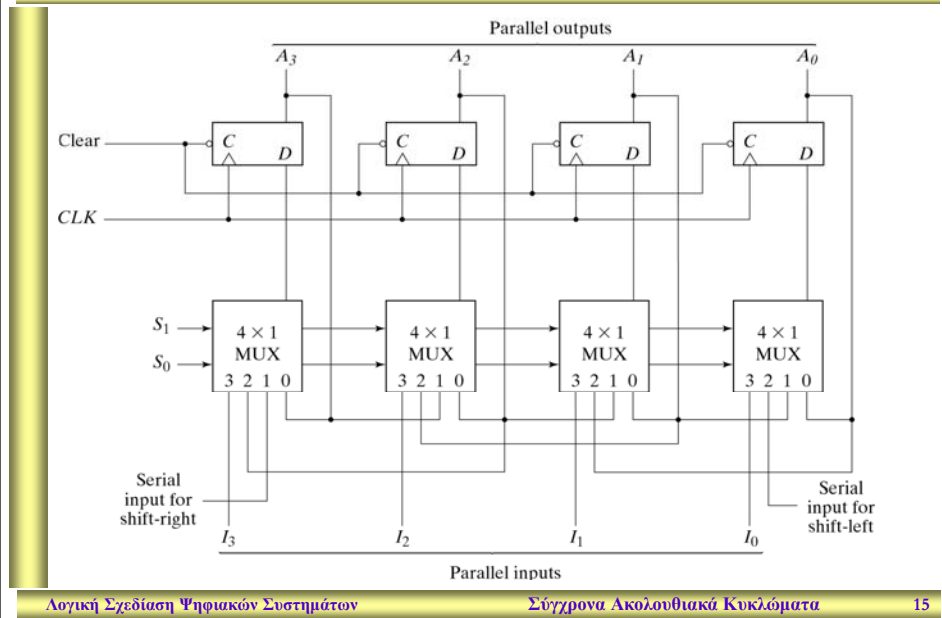 Parallel outputs
A3 A2 A1 A0
Clear C D C D C D C D
CLK
S1 4 × 1 4 × 1 4 × 1 4 × 1
S0 MUX MUX MUX MUX
3 2 1 0 3 2 1 0 3 2 1 0 3 2 1 0
Serial
input for
shift-right
Serial
input for
shift-left
I3 I2 I1 I0
Parallel inputs
Λογική Σχεδίαση Ψηφιακών Συστημάτων Σύγχρονα Ακολουθιακά Κυκλώματα 15